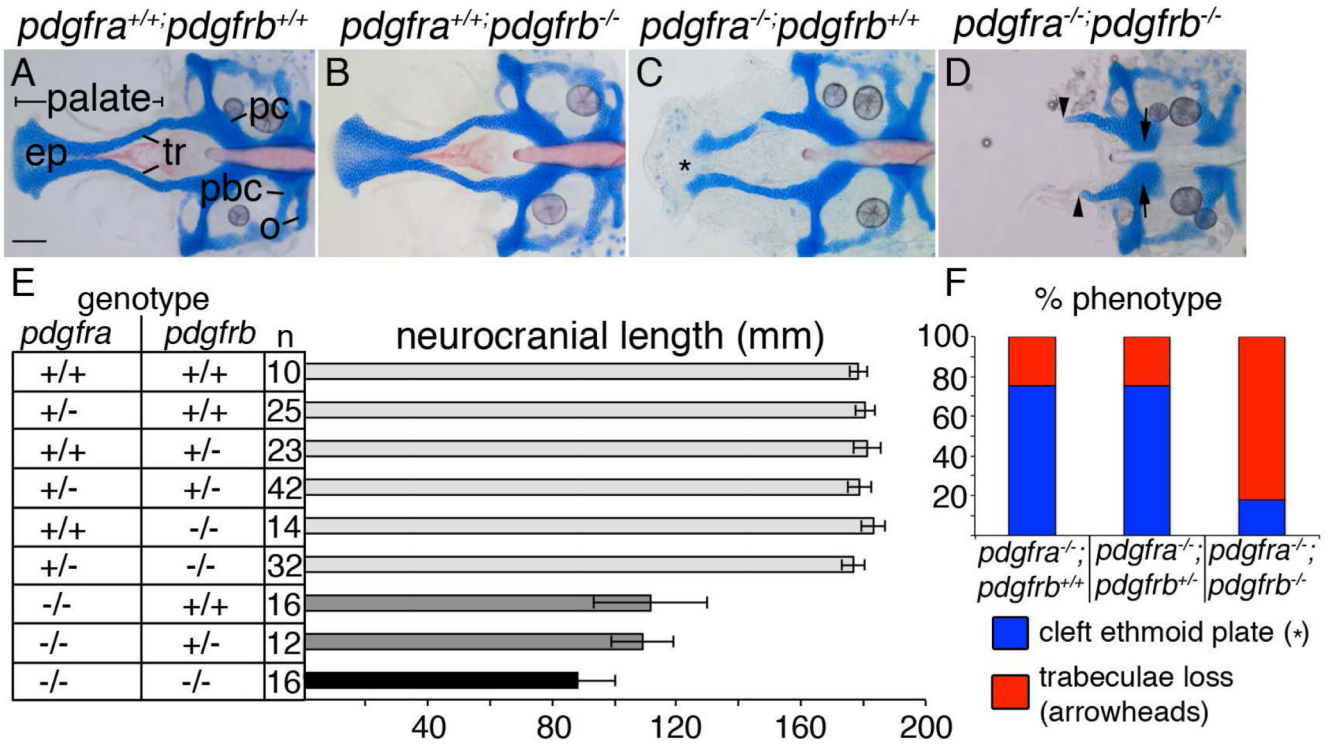 pdgfra+/+;pdgfrb+/+ pdgfra+/+;pdgfrb-/- pdgfra-/-;pdgfrb+/+ pdgfra-/-;pdgfrb-/-
A B C D
palate pc
ep tr *
pbc
o
E
genotype
pdgfra pdgfrb n neurocranial length (mm)
+/+ +/+ 10
+/- +/+ 25
+/+ +/- 23
+/- +/- 42
+/+ -/- 14
+/- -/- 32
-/- +/+ 16
-/- +/- 12
-/- -/- 16
40 80 120 160 200
F
% phenotype
100
80
60
40
20
pdgfra-/-; pdgfra-/-; pdgfra-/-;
pdgfrb+/+ pdgfrb+/- pdgfrb-/-
cleft ethmoid plate (*)
trabeculae loss
(arrowheads)